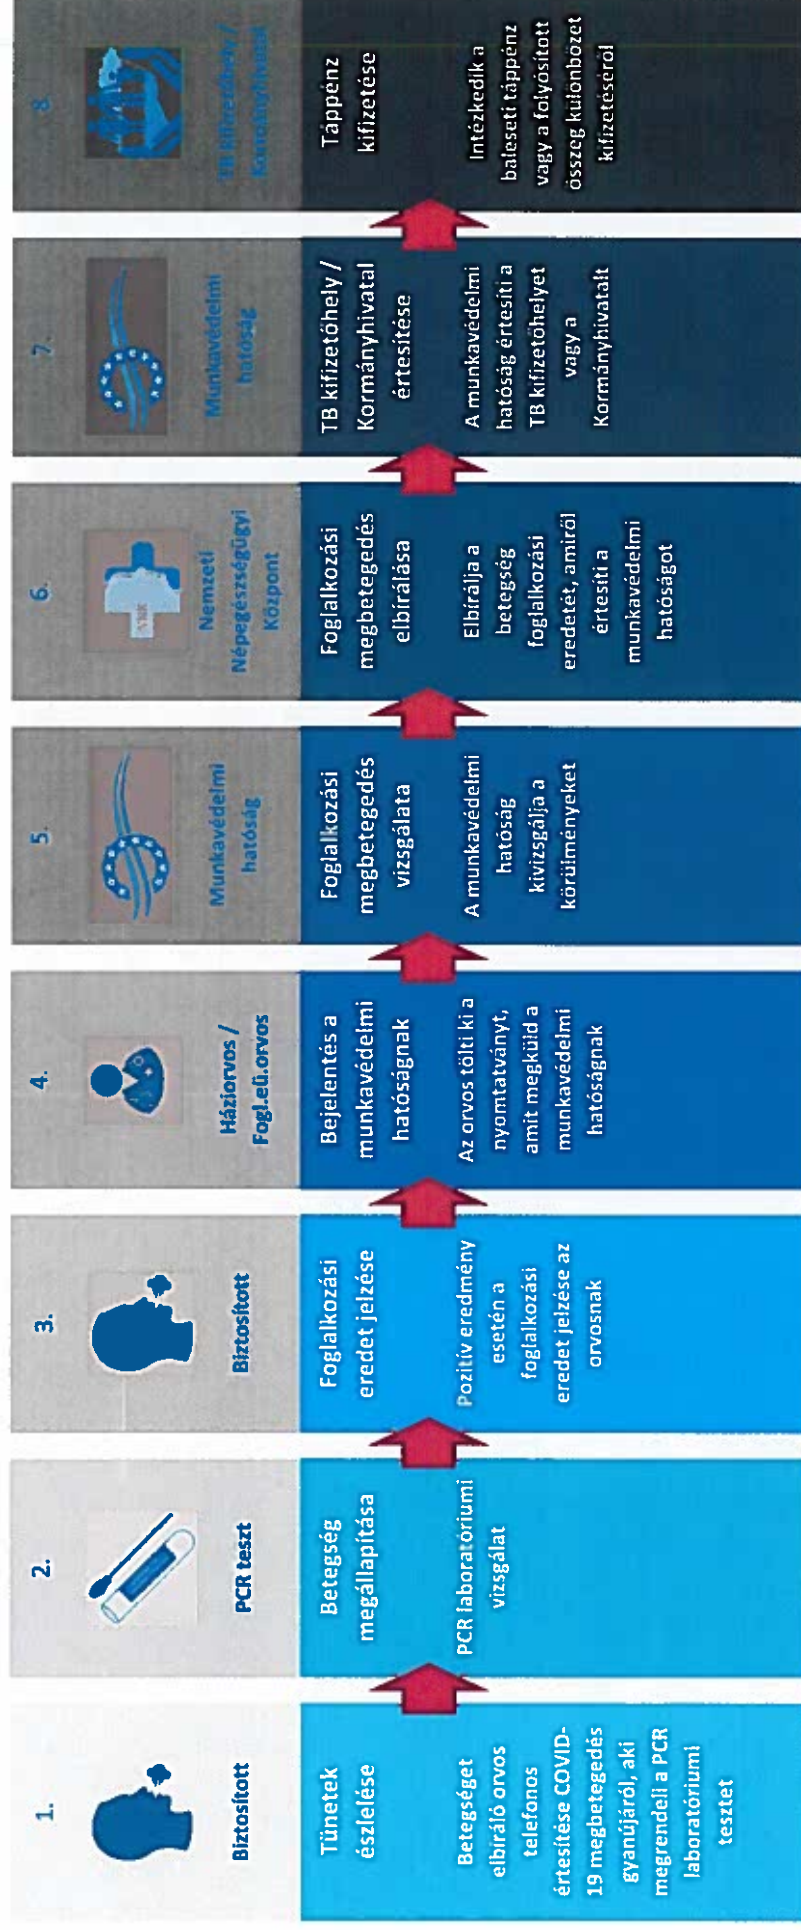 1.
Biztosított
Tünetek
észlelése
Betegséget
elbíráló orvos
telefonos
értesítése COVID-
19 megbetegedés
gyanújáról, aki
megrendeli a PCR
laboratóriumi
tesztet
2.
PCR teszt
Betegség
megállapítása
PCR laboratóriumi
vizsgálat
3.
Biztosított
Foglalkozási
eredet jelzése
Pozitív eredmény
esetén a
foglalkozási
eredet jelzése az
orvosnak
4.
Háziorvos /
Fogl.eü.orvos
Bejelentés a
munkavédelmi
hatóságnak
Az orvos tölti ki a
nyomtatványt,
amit megküld a
munkavédelmi
hatóságnak
5.
Munkavédelmi
hatóság
Foglalkozási
megbetegedés
vizsgálata
A munkavédelmi
hatóság
kivizsgálja a
körülményeket
6.
Nemzeti
Népegészségügyi
Központ
Foglalkozási
megbetegedés
elbírálása
Elbírálja a
betegség
foglalkozási
eredetét, amiről
értesíti a
munkavédelmi
hatóságot
7.
Munkavédelmi
hatóság
TB kifizetőhely /
Kormányhivatal
értesítése
A munkavédelmi
hatóság értesíti a
TB kifizetőhelyet
vagy a
Kormányhivatalt
8.
TB kifizetőhely /
Kormányhivatal
Táppénz
kifizetése
Intézkedik a
baleseti táppénz
vagy a folyósított
összeg különbözet
kifizetéséről